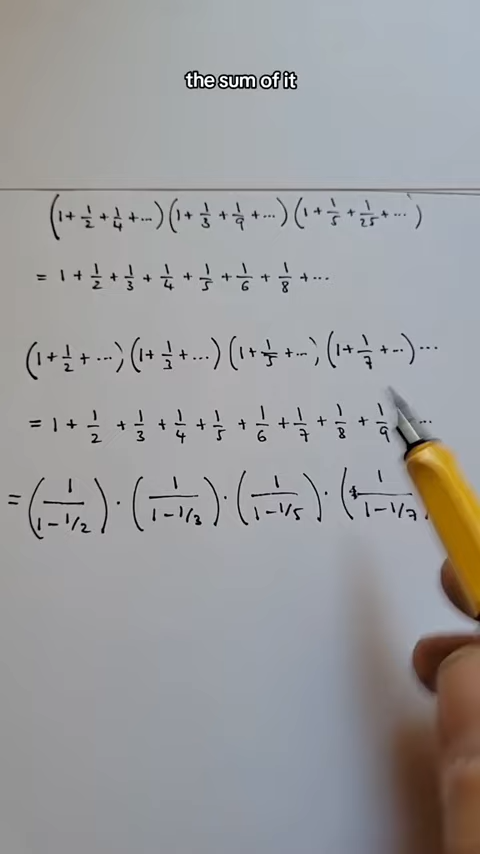 the sum of it
(1 + 1/2 + 1/4 + ...) (1 + 1/3 + 1/9 + ...) (1 + 1/5 + 1/25 + ...)
= 1 + 1/2 + 1/3 + 1/4 + 1/5 + 1/6 + 1/8 + ...
(1 + 1/2 + ...) (1 + 1/3 + ...) (1 + 1/5 + ...) (1 + 1/7 + ...) ...
= 1 + 1/2 + 1/3 + 1/4 + 1/5 + 1/6 + 1/7 + 1/8 + 1/9 ...
= (1/(1 - 1/2)) · (1/(1 - 1/3)) · (1/(1 - 1/5)) · (1/(1 - 1/7)